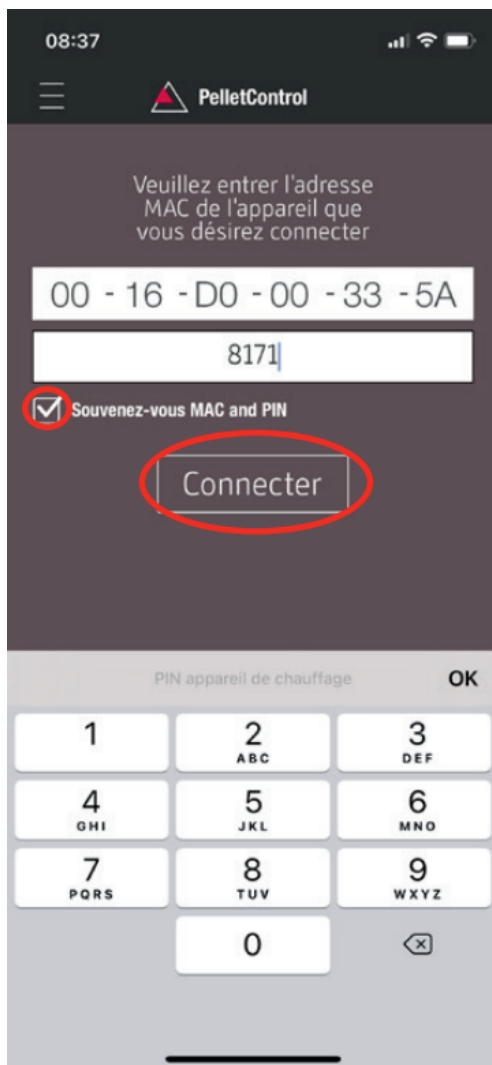 08:37
PelletControl
Veuillez entrer l'adresse
MAC de l'appareil que
vous désirez connecter
00 - 16 - D0 - 00 - 33 - 5A
8171
Souvenez-vous MAC and PIN
Connecter
PIN appareil de chauffage OK
1 2 3
ABC DEF
4 5 6
GHI JKL MNO
7 8 9
PQRS TUV WXYZ
0